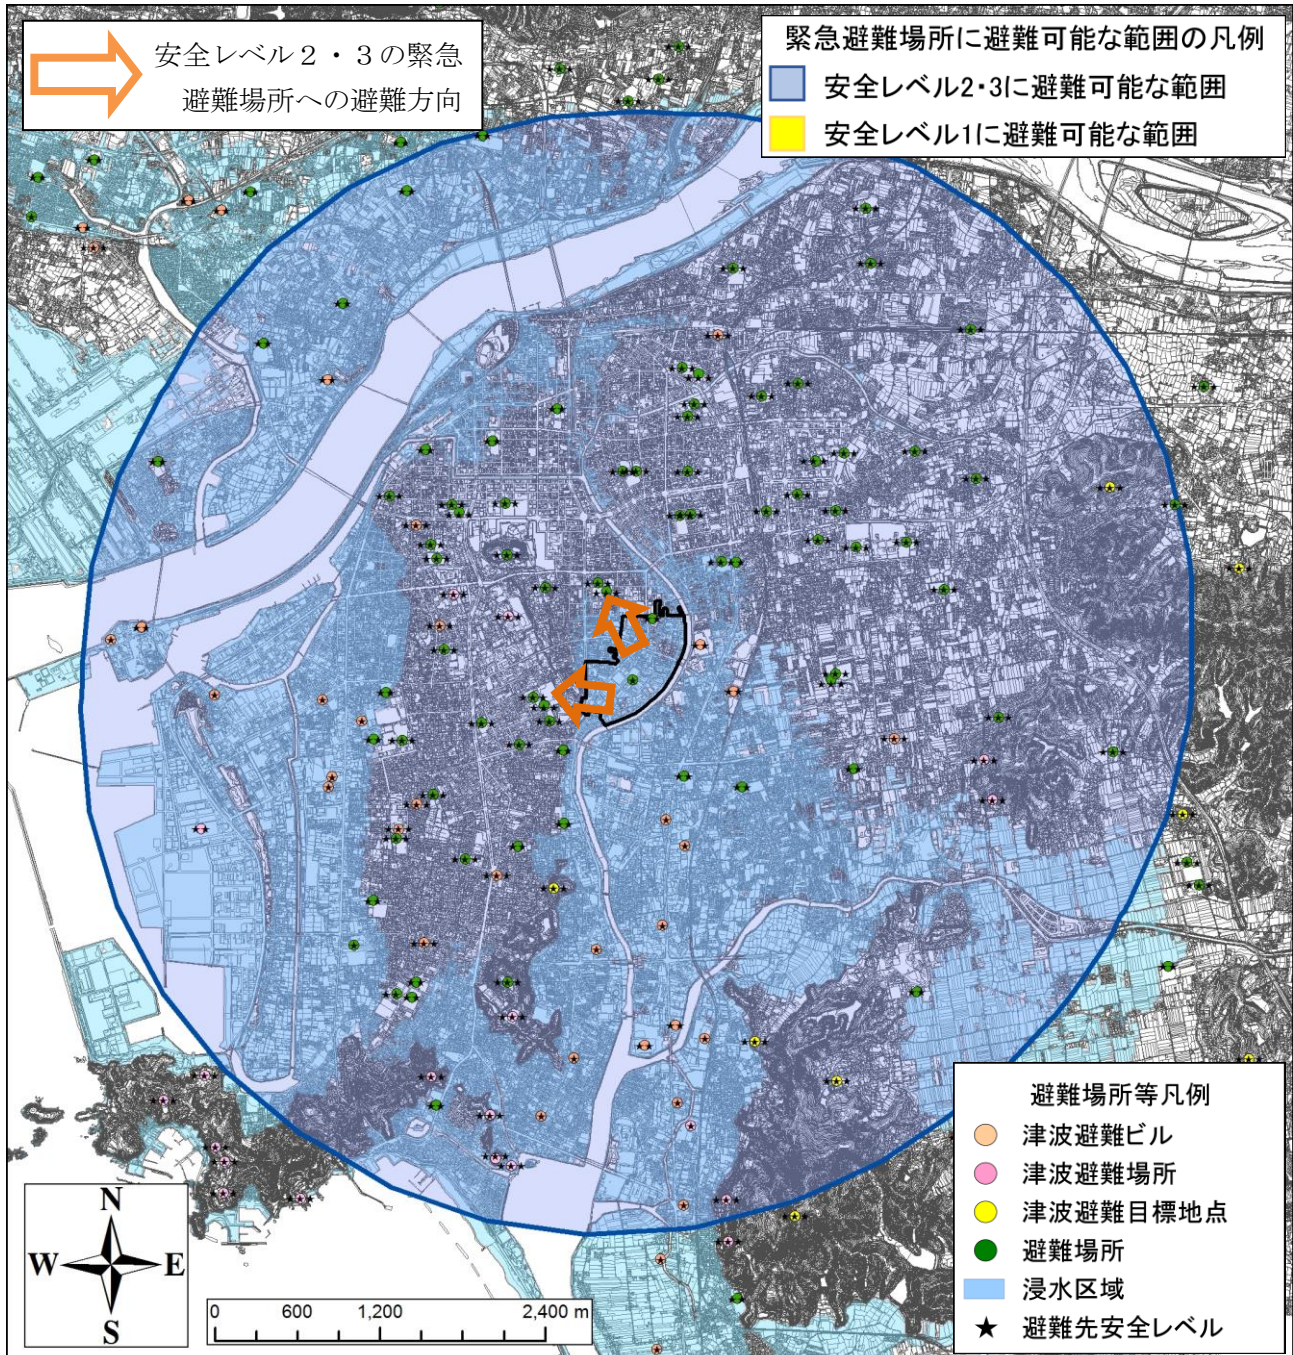 安全レベル２・３の緊急
避難場所への避難方向
緊急避難場所に避難可能な範囲の凡例
安全レベル2・3に避難可能な範囲
安全レベル1に避難可能な範囲
避難場所等凡例
津波避難ビル
津波避難場所
津波避難目標地点
避難場所
浸水区域
★ 避難先安全レベル
N
W E
S
0 600 1,200 2,400 m